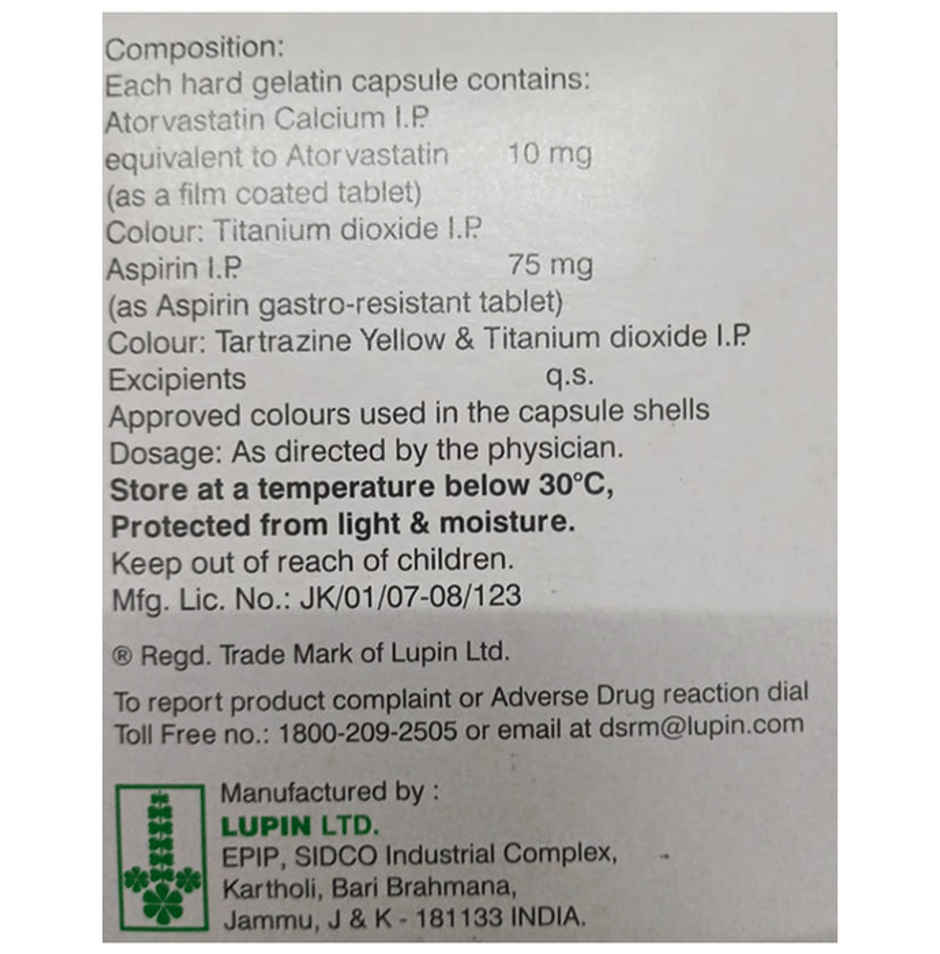 Composition:
Each hard gelatin capsule contains:
Atorvastatin Calcium I.P.
equivalent to Atorvastatin 10 mg
(as a film coated tablet)
Colour: Titanium dioxide I.P.
Aspirin I.P. 75 mg
(as Aspirin gastro-resistant tablet)
Colour: Tartrazine Yellow & Titanium dioxide I.P.
Excipients q.s.
Approved colours used in the capsule shells
Dosage: As directed by the physician.
Store at a temperature below 30°C,
Protected from light & moisture.
Keep out of reach of children.
Mfg. Lic. No.: JK/01/07-08/123
® Regd. Trade Mark of Lupin Ltd.
To report product complaint or Adverse Drug reaction dial
Toll Free no.: 1800-209-2505 or email at dsrm@lupin.com
Manufactured by :
LUPIN LTD.
EPIP, SIDCO Industrial Complex,
Kartholi, Bari Brahmana,
Jammu, J & K - 181133 INDIA.